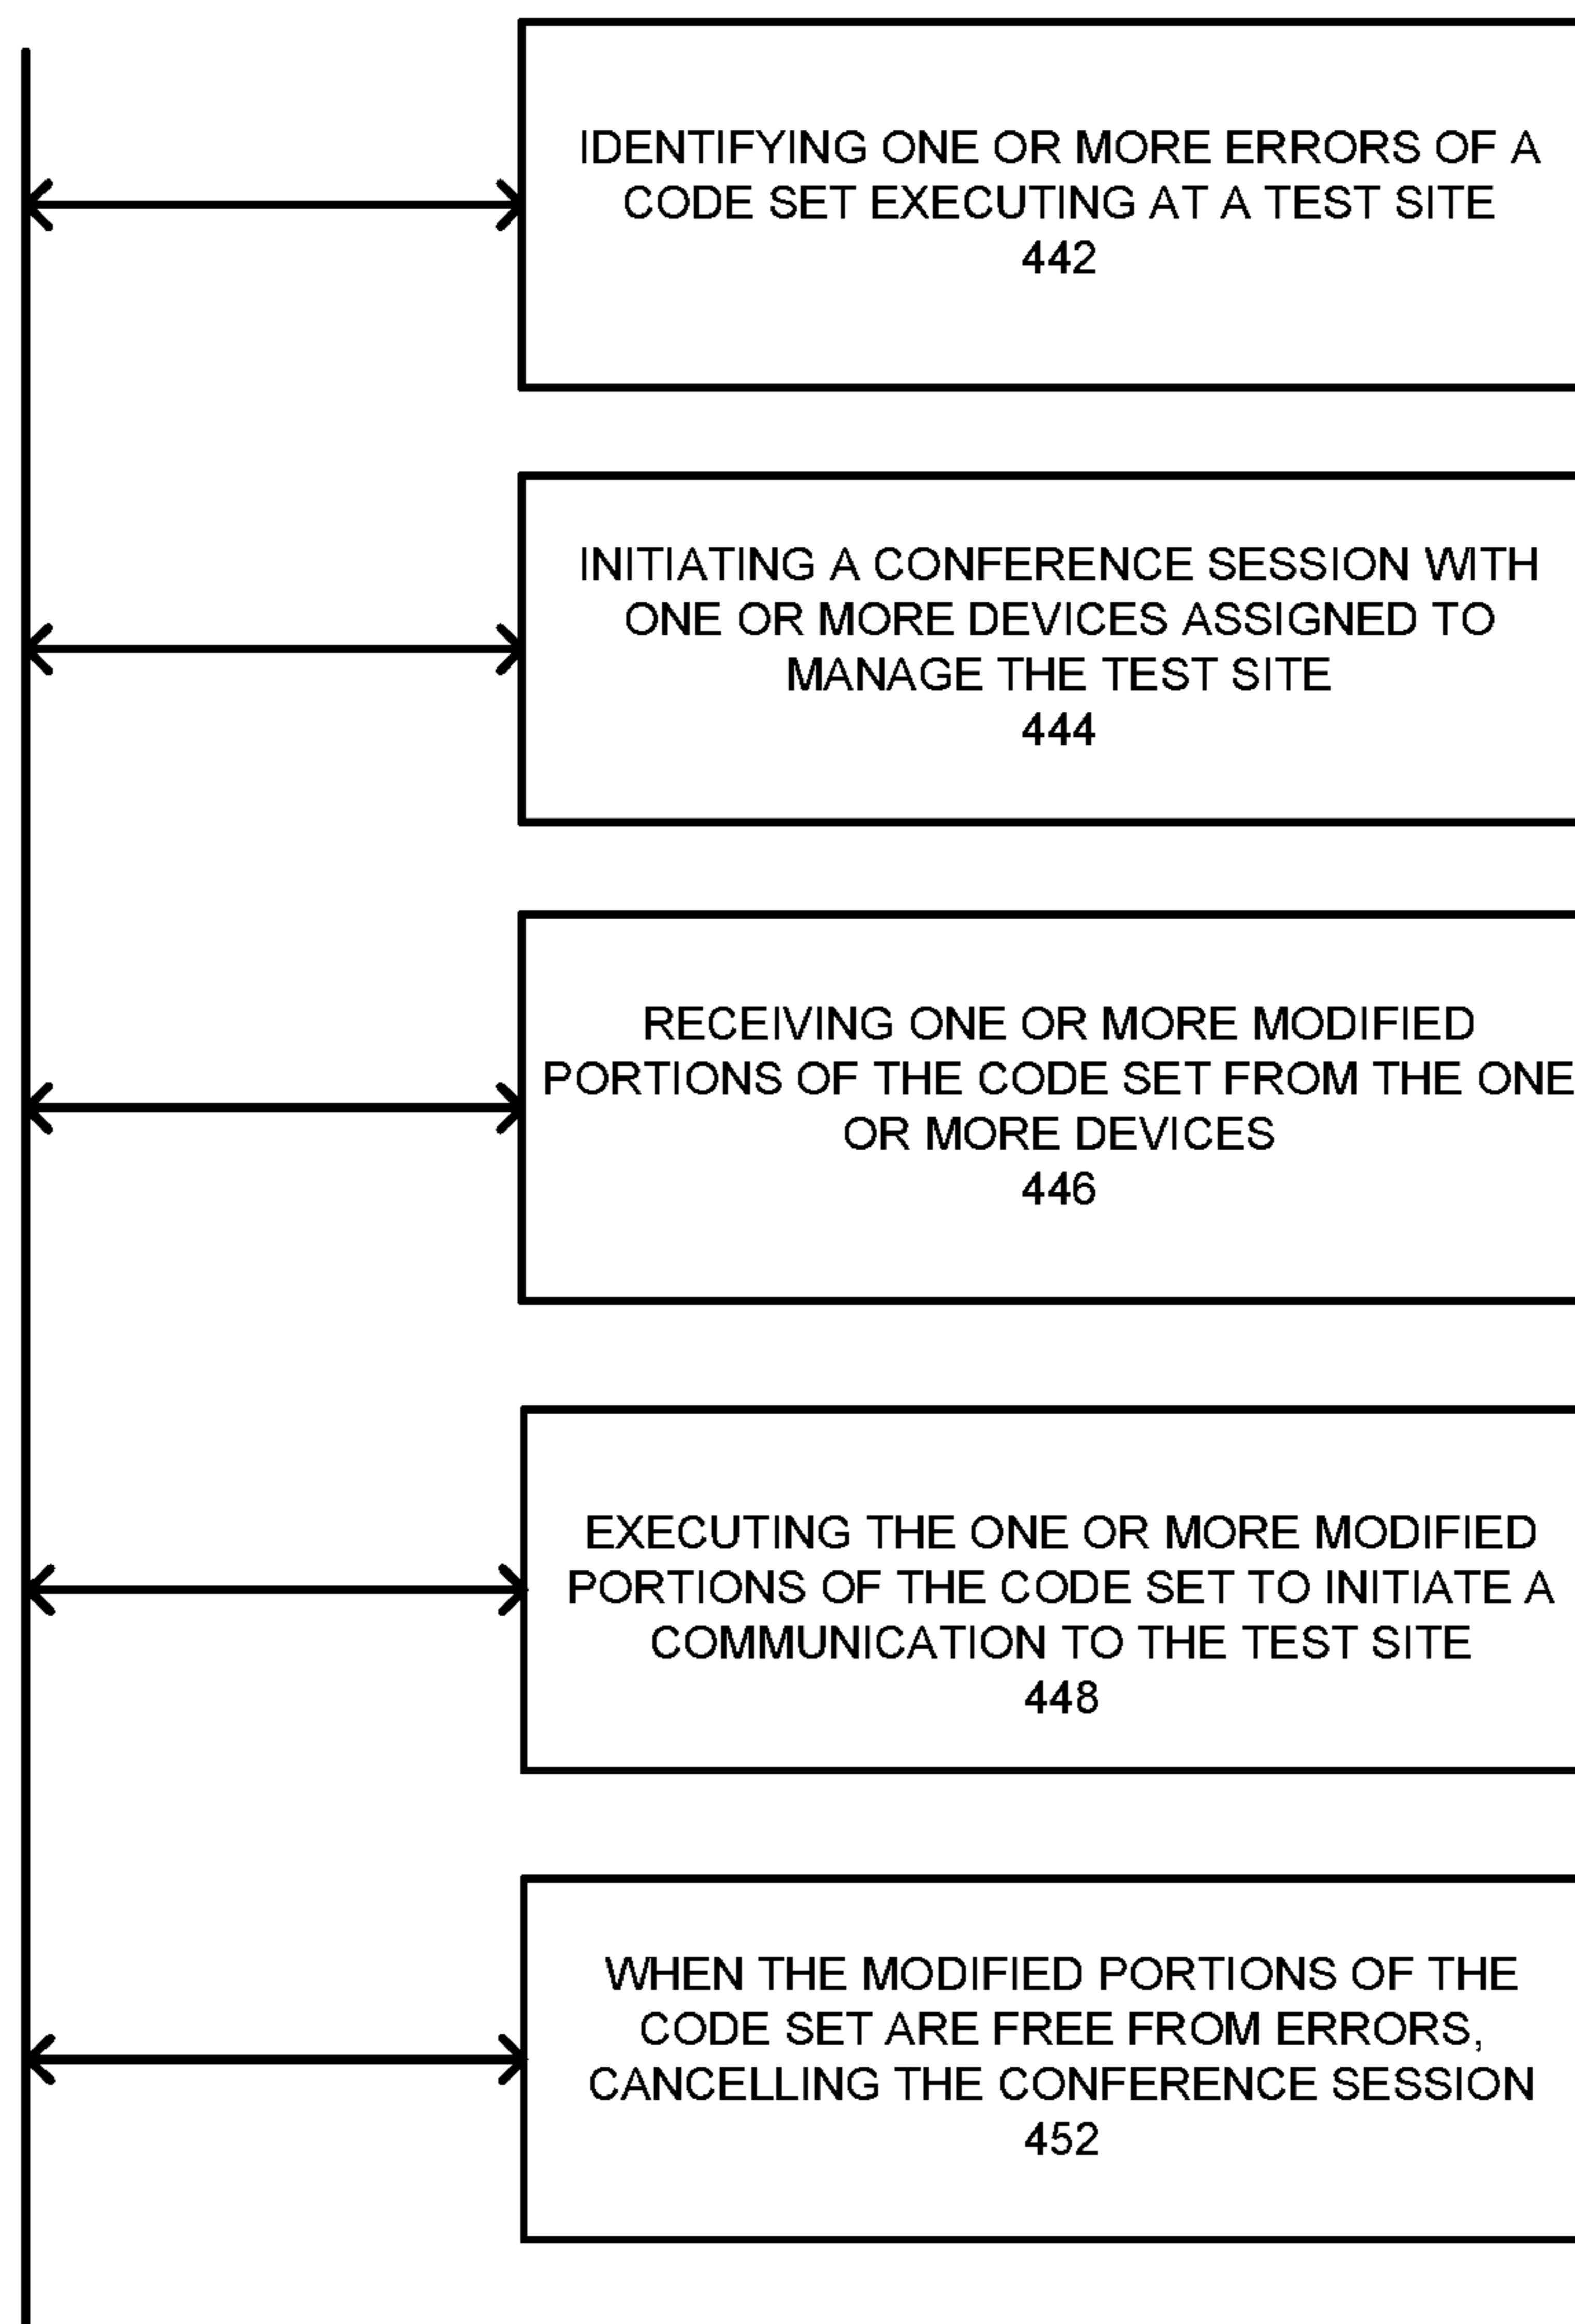 IDENTIFYING ONE OR MORE ERRORS OF A
CODE SET EXECUTING AT A TEST SITE
442
INITIATING A CONFERENCE SESSION WITH
ONE OR MORE DEVICES ASSIGNED TO
MANAGE THE TEST SITE
444
RECEIVING ONE OR MORE MODIFIED
PORTIONS OF THE CODE SET FROM THE ONE
OR MORE DEVICES
446
EXECUTING THE ONE OR MORE MODIFIED
PORTIONS OF THE CODE SET TO INITIATE A
COMMUNICATION TO THE TEST SITE
448
WHEN THE MODIFIED PORTIONS OF THE
CODE SET ARE FREE FROM ERRORS,
CANCELLING THE CONFERENCE SESSION
452